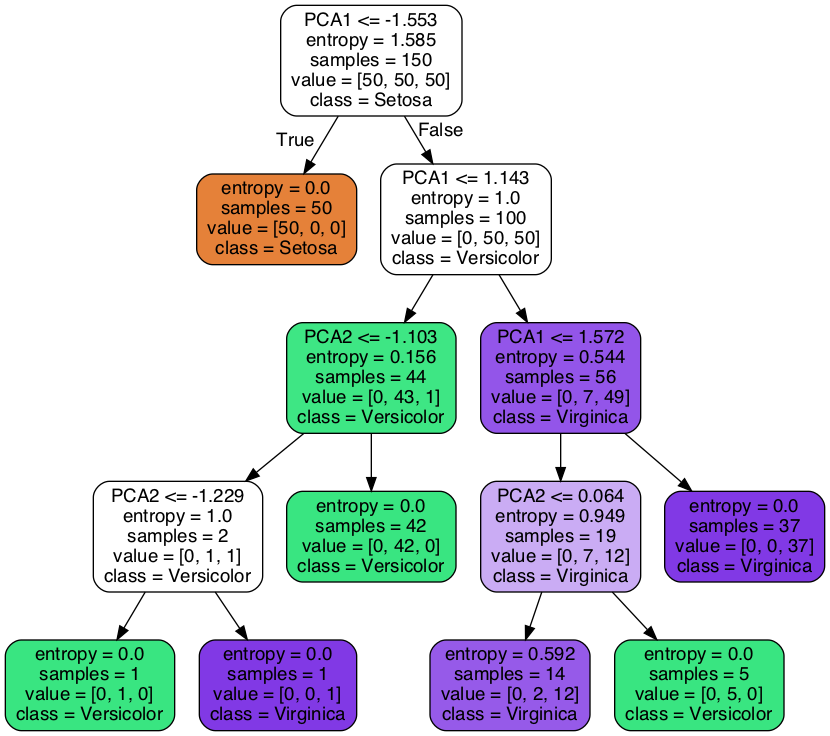 PCA1 <= -1.553
entropy = 1.585
samples = 150
value = [50, 50, 50]
class = Setosa
True
False
entropy = 0.0
samples = 50
value = [50, 0, 0]
class = Setosa
PCA1 <= 1.143
entropy = 1.0
samples = 100
value = [0, 50, 50]
class = Versicolor
PCA2 <= -1.103
entropy = 0.156
samples = 44
value = [0, 43, 1]
class = Versicolor
PCA1 <= 1.572
entropy = 0.544
samples = 56
value = [0, 7, 49]
class = Virginica
PCA2 <= -1.229
entropy = 1.0
samples = 2
value = [0, 1, 1]
class = Versicolor
entropy = 0.0
samples = 42
value = [0, 42, 0]
class = Versicolor
PCA2 <= 0.064
entropy = 0.949
samples = 19
value = [0, 7, 12]
class = Virginica
entropy = 0.0
samples = 37
value = [0, 0, 37]
class = Virginica
entropy = 0.0
samples = 1
value = [0, 1, 0]
class = Versicolor
entropy = 0.0
samples = 1
value = [0, 0, 1]
class = Virginica
entropy = 0.592
samples = 14
value = [0, 2, 12]
class = Virginica
entropy = 0.0
samples = 5
value = [0, 5, 0]
class = Versicolor